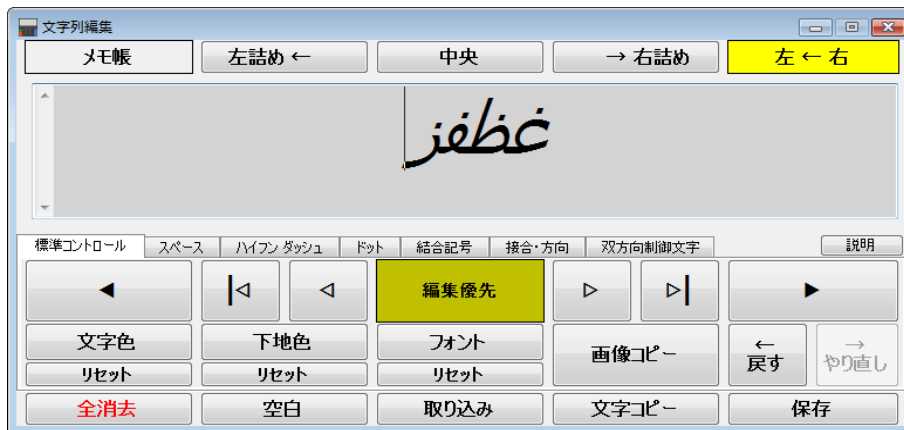 文字列編集
メモ帳 左詰め ← 中央 → 右詰め 左 ← 右
غظفز
標準コントロール スペース ハイフン ダッシュ ドット 結合記号 接合・方向 双方向制御文字 説明
◀ |◁ ◁ 編集優先 ▷ ▷| ▶
文字色 下地色 フォント 画像コピー ← 戻す → やり直し
リセット リセット リセット
全消去 空白 取り込み 文字コピー 保存